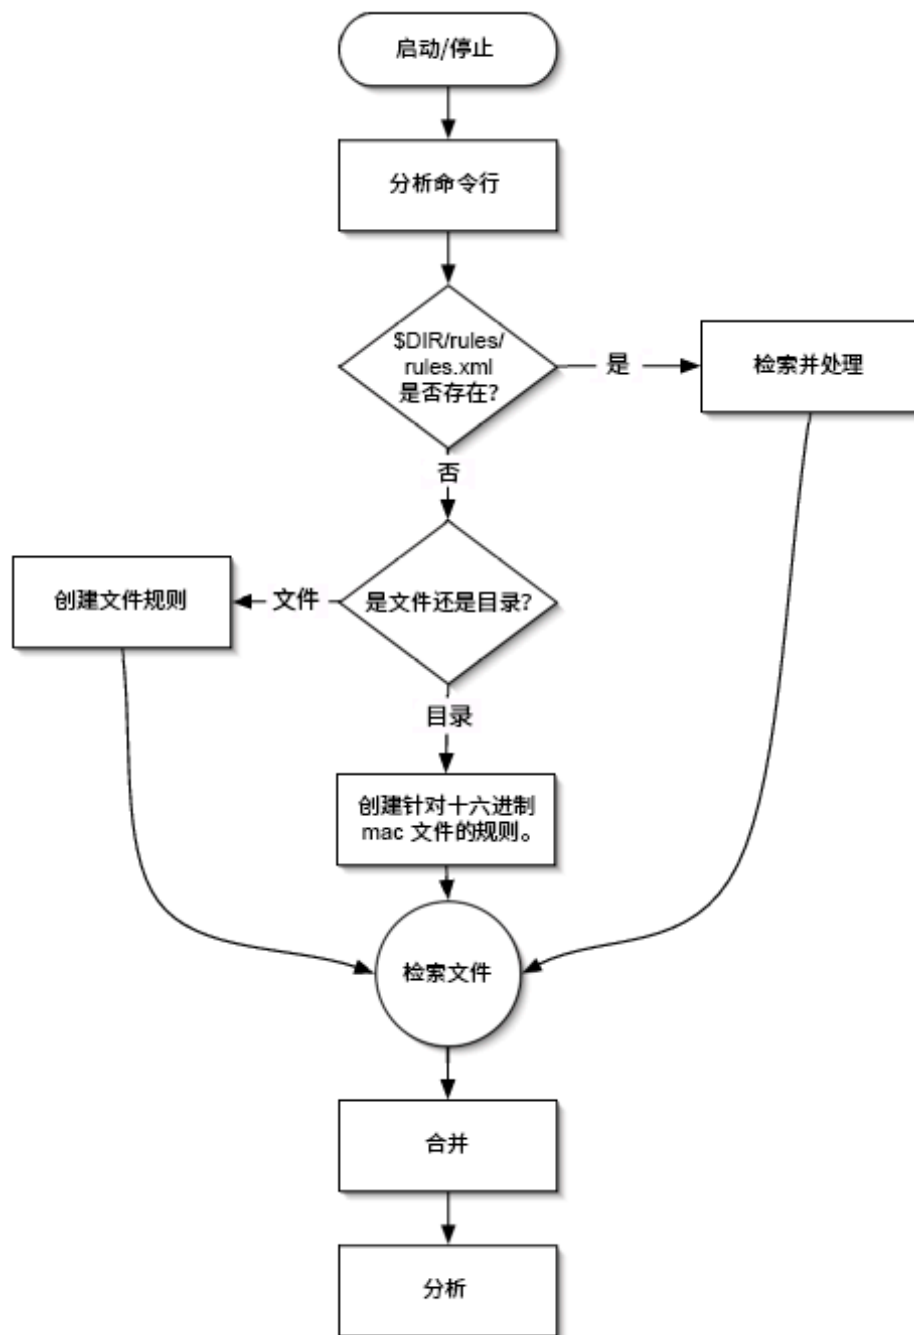 启动/停止
分析命令行
$DIR/rules/
rules.xml
是否存在?
是
检索并处理
否
创建文件规则
文件
是文件还是目录?
目录
创建针对十六进制
mac 文件的规则。
检索文件
合并
分析